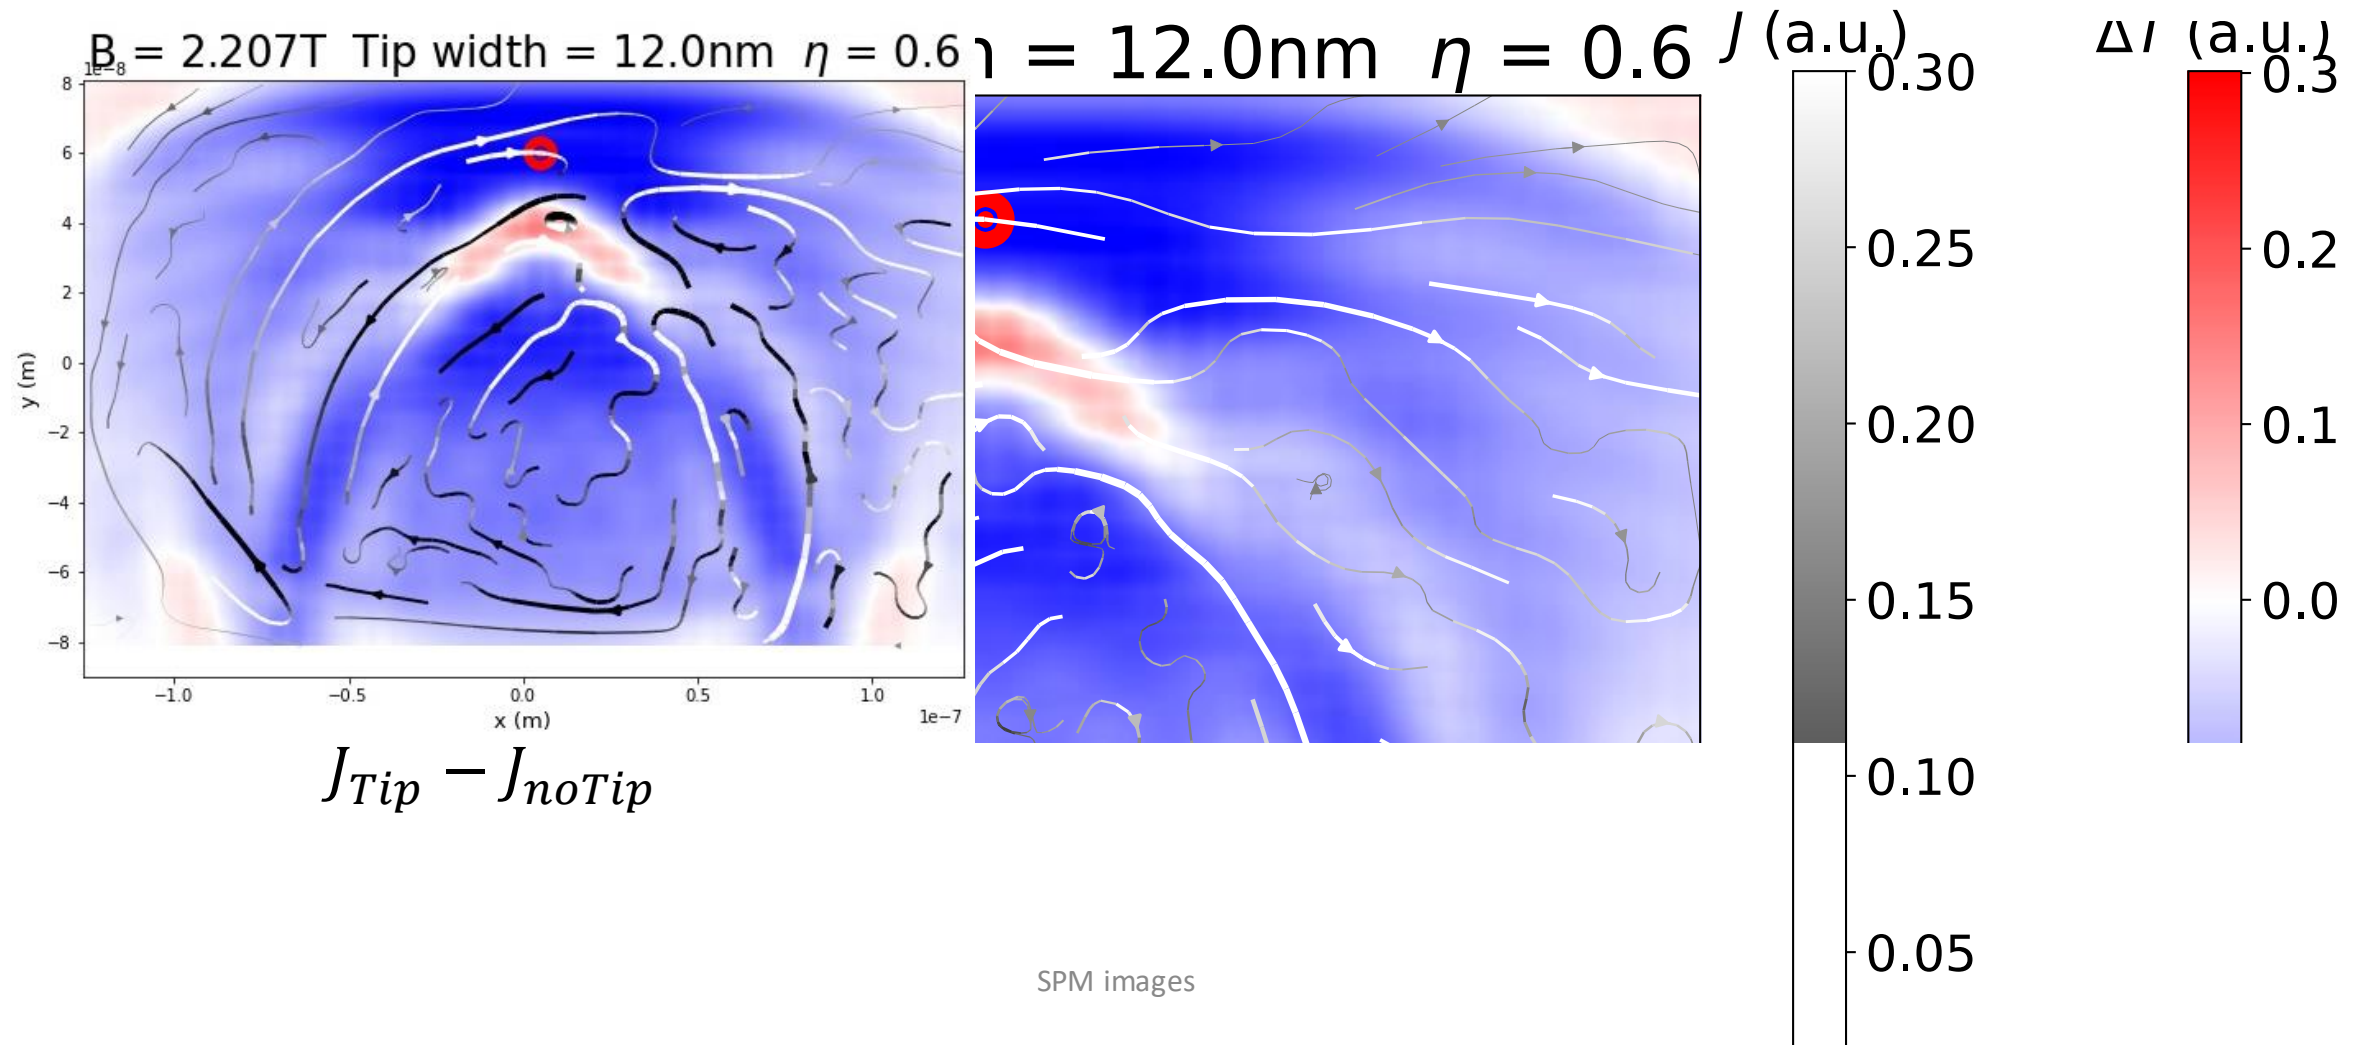 B = 2.207T Tip width = 12.0nm η = 0.6
1e−8
8
6
4
2
0
−2
−4
−6
−8
y (m)
−1.0
−0.5
0.0
0.5
1.0
x (m)
1e−7
J_Tip − J_noTip
= 12.0nm η = 0.6
J (a.u.)
0.30
0.25
0.20
0.15
0.10
0.05
ΔT (a.u.)
0.3
0.2
0.1
0.0
SPM images